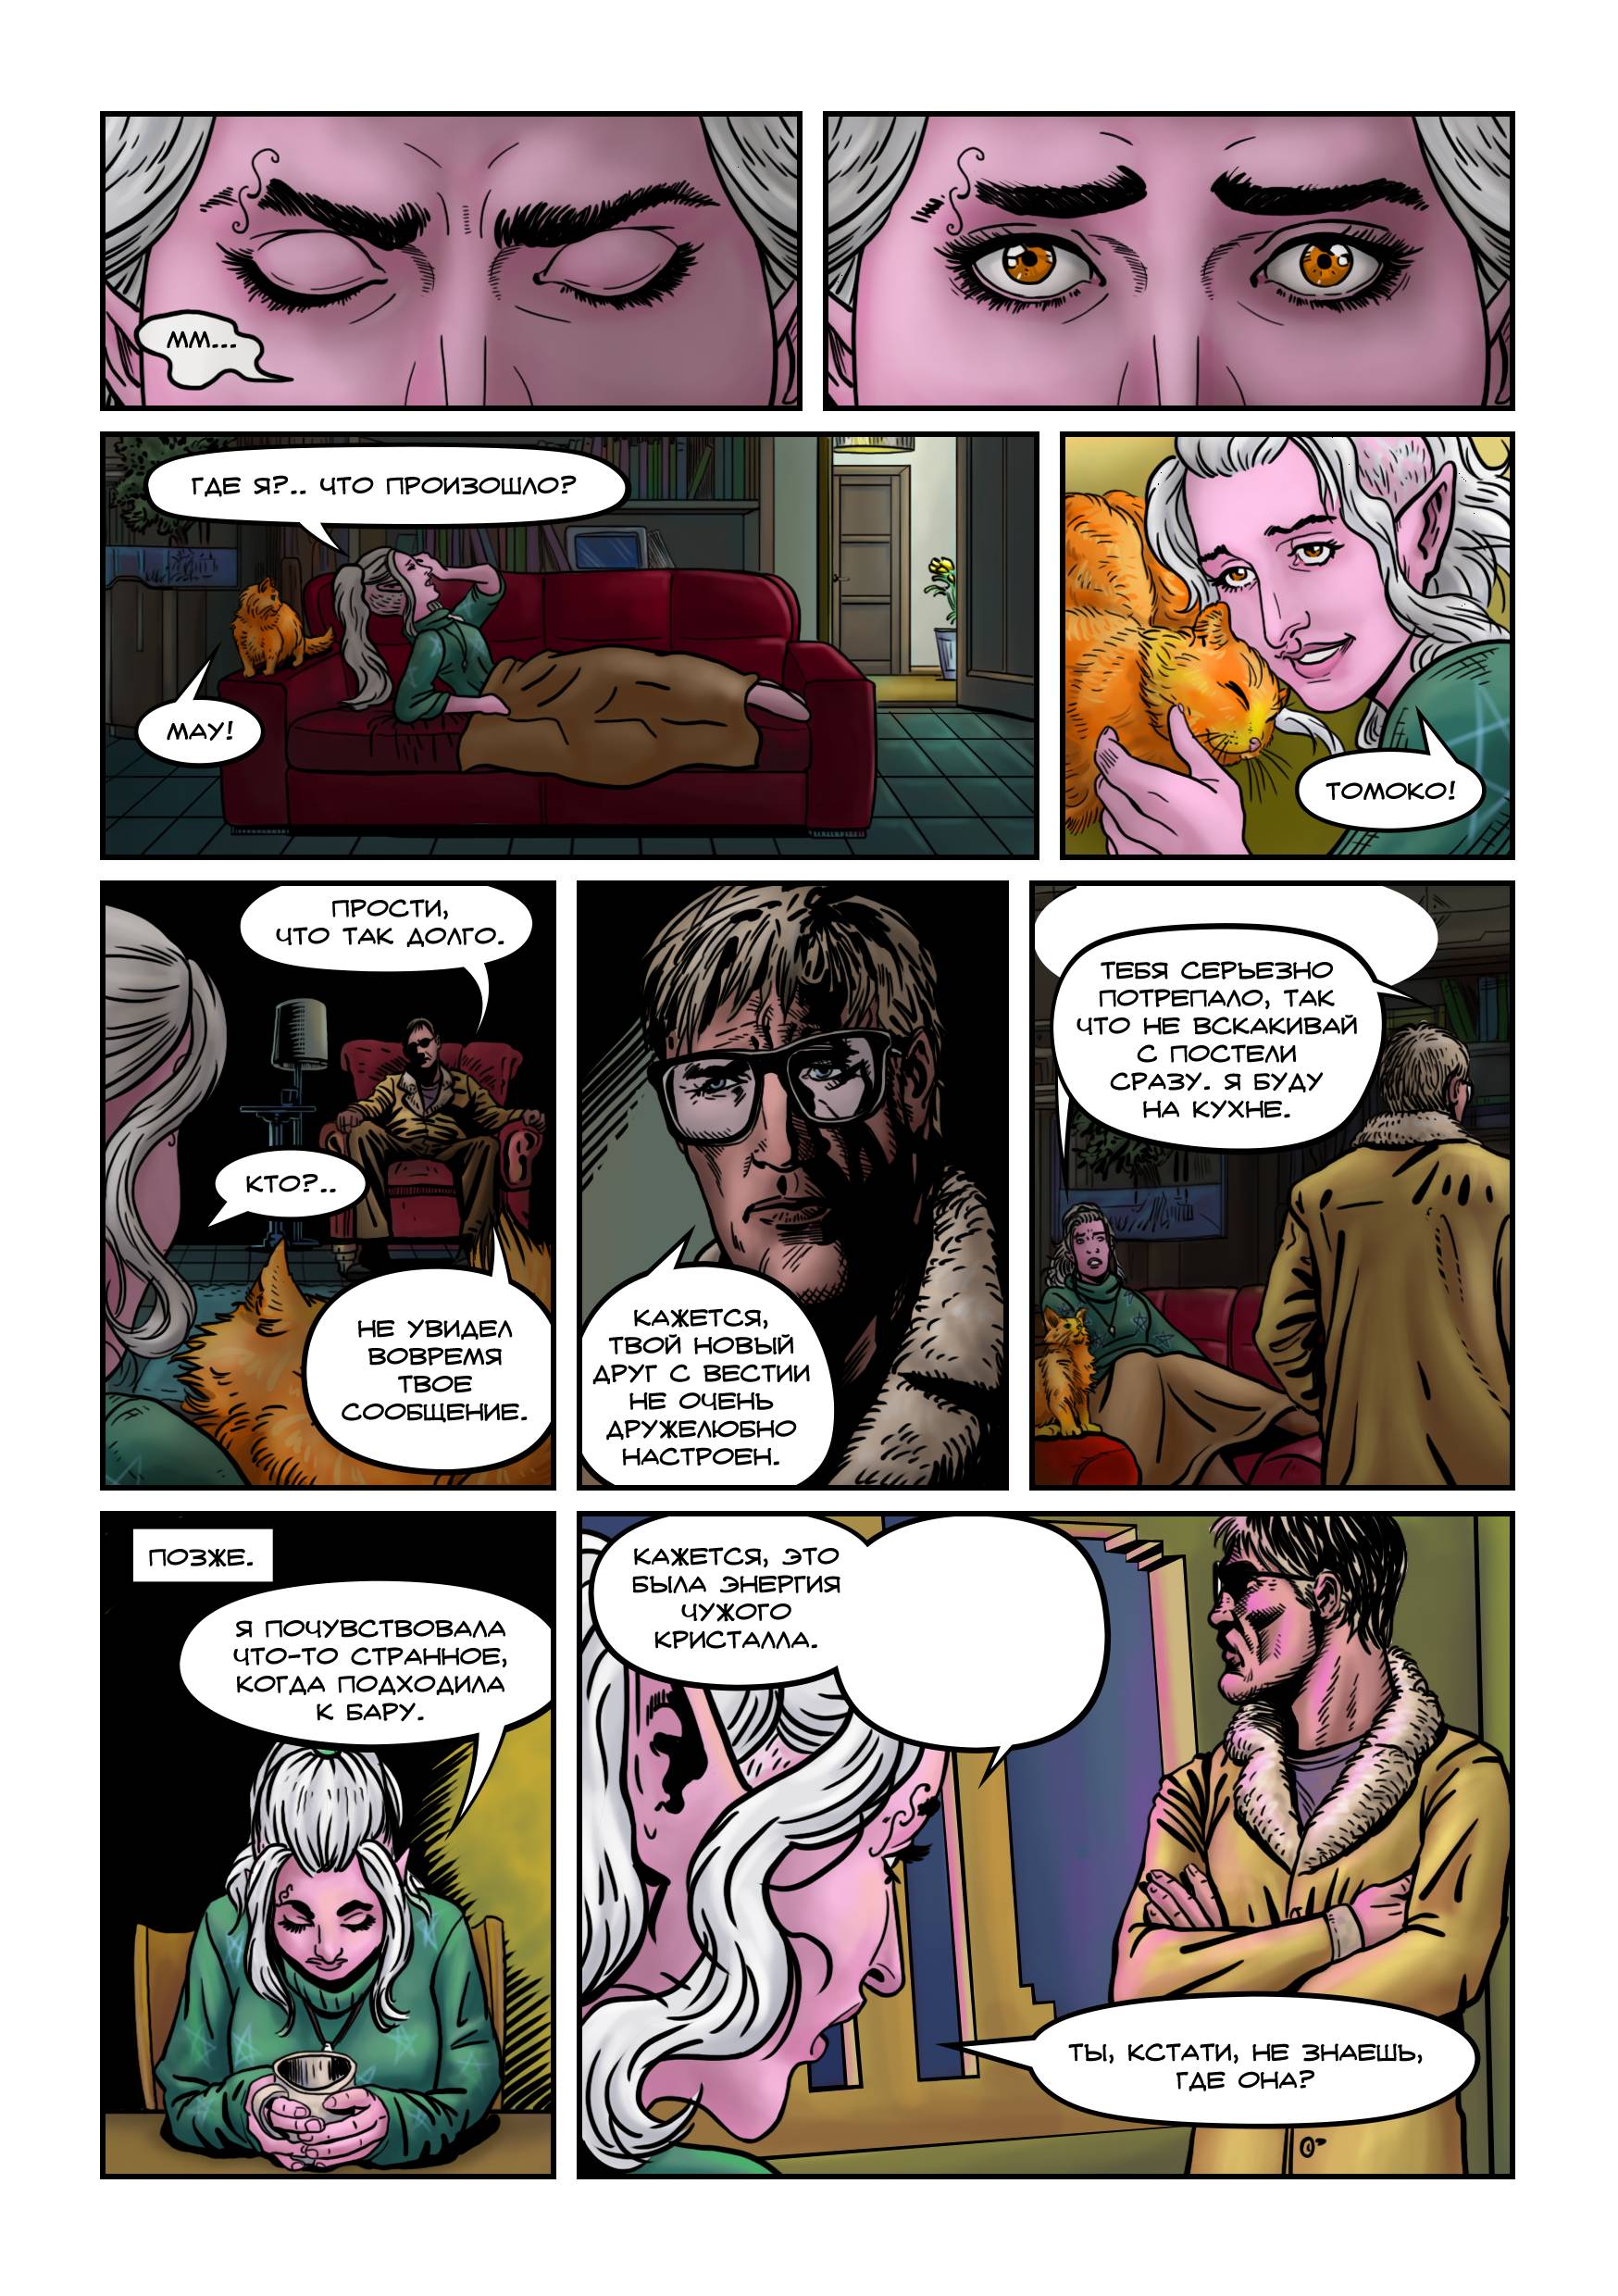 ММ...
ГДЕ Я?.. ЧТО ПРОИЗОШЛО?
МАУ!
ТОМОКО!
ПРОСТИ,
ЧТО ТАК ДОЛГО.
КТО?..
НЕ УВИДЕЛ
ВОВРЕМЯ
ТВОЕ
СООБЩЕНИЕ.
КАЖЕТСЯ,
ТВОЙ НОВЫЙ
ДРУГ С ВЕСТИИ
НЕ ОЧЕНЬ
ДРУЖЕЛЮБНО
НАСТРОЕН.
ТЕБЯ СЕРЬЕЗНО
ПОТРЕПАЛО, ТАК
ЧТО НЕ ВСКАКИВАЙ
С ПОСТЕЛИ
СРАЗУ. Я БУДУ
НА КУХНЕ.
ПОЗЖЕ.
Я ПОЧУВСТВОВАЛА
ЧТО-ТО СТРАННОЕ,
КОГДА ПОДХОДИЛА
К БАРУ.
КАЖЕТСЯ, ЭТО
БЫЛА ЭНЕРГИЯ
ЧУЖОГО
КРИСТАЛЛА.
ТЫ, КСТАТИ, НЕ ЗНАЕШЬ,
ГДЕ ОНА?